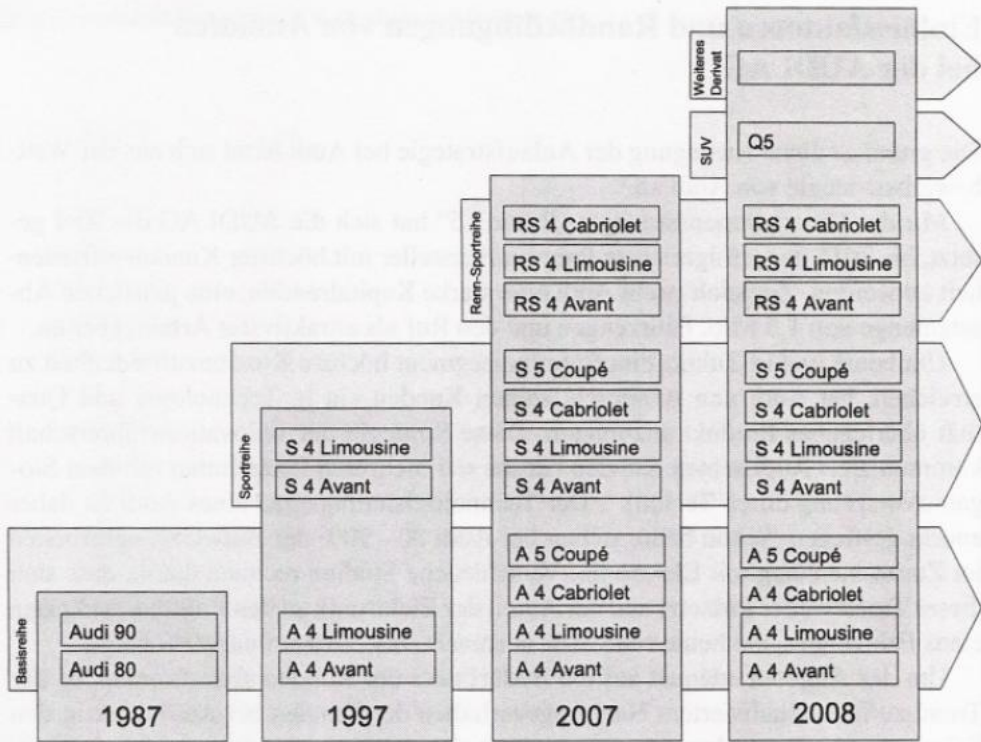 Weiteres
Derivat
SUV
Q5
Renn-Sportreihe
RS 4 Cabriolet
RS 4 Limousine
RS 4 Avant
RS 4 Cabriolet
RS 4 Limousine
RS 4 Avant
Sportreihe
S 4 Limousine
S 4 Avant
S 5 Coupé
S 4 Cabriolet
S 4 Limousine
S 4 Avant
S 5 Coupé
S 4 Cabriolet
S 4 Limousine
S 4 Avant
Basisreihe
Audi 90
Audi 80
A 4 Limousine
A 4 Avant
A 5 Coupé
A 4 Cabriolet
A 4 Limousine
A 4 Avant
A 5 Coupé
A 4 Cabriolet
A 4 Limousine
A 4 Avant
1987
1997
2007
2008